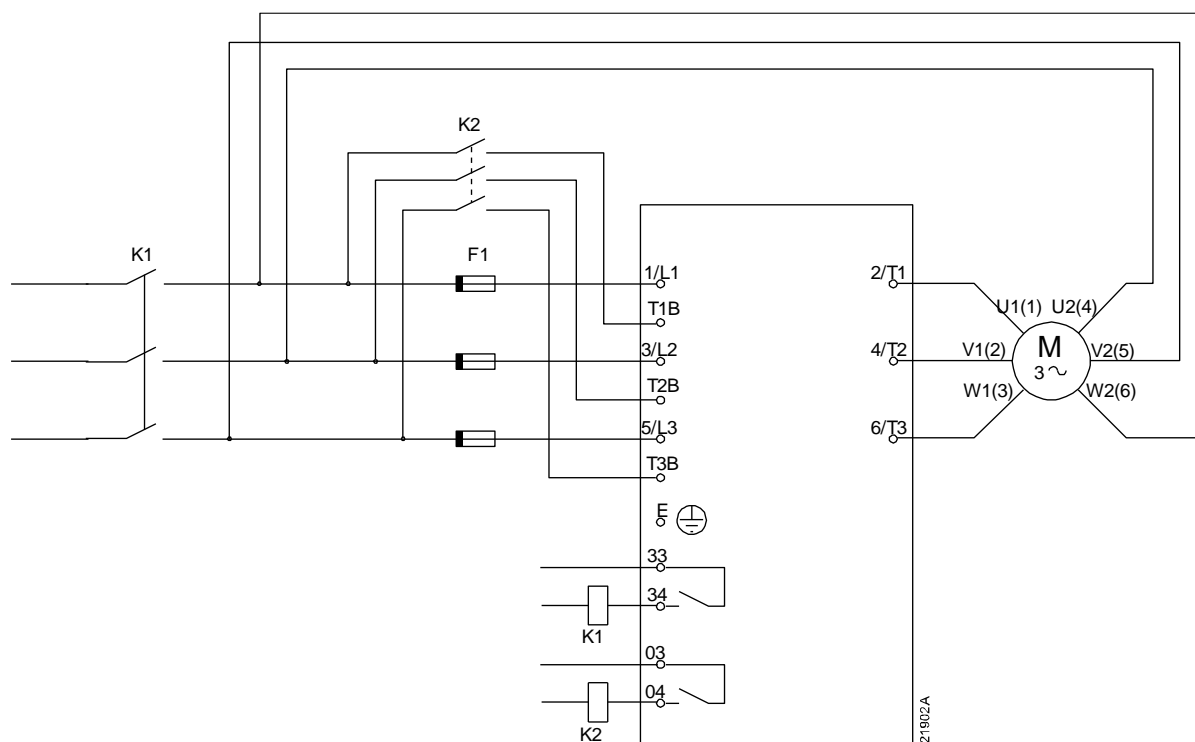 K2
K1
F1
1/L1
2/T1
U1(1) U2(4)
T1B
3/L2
4/T2
V1(2)
M
3~
V2(5)
T2B
W1(3)
W2(6)
5/L3
6/T3
T3B
E
33
34
K1
03
04
K2
21902A